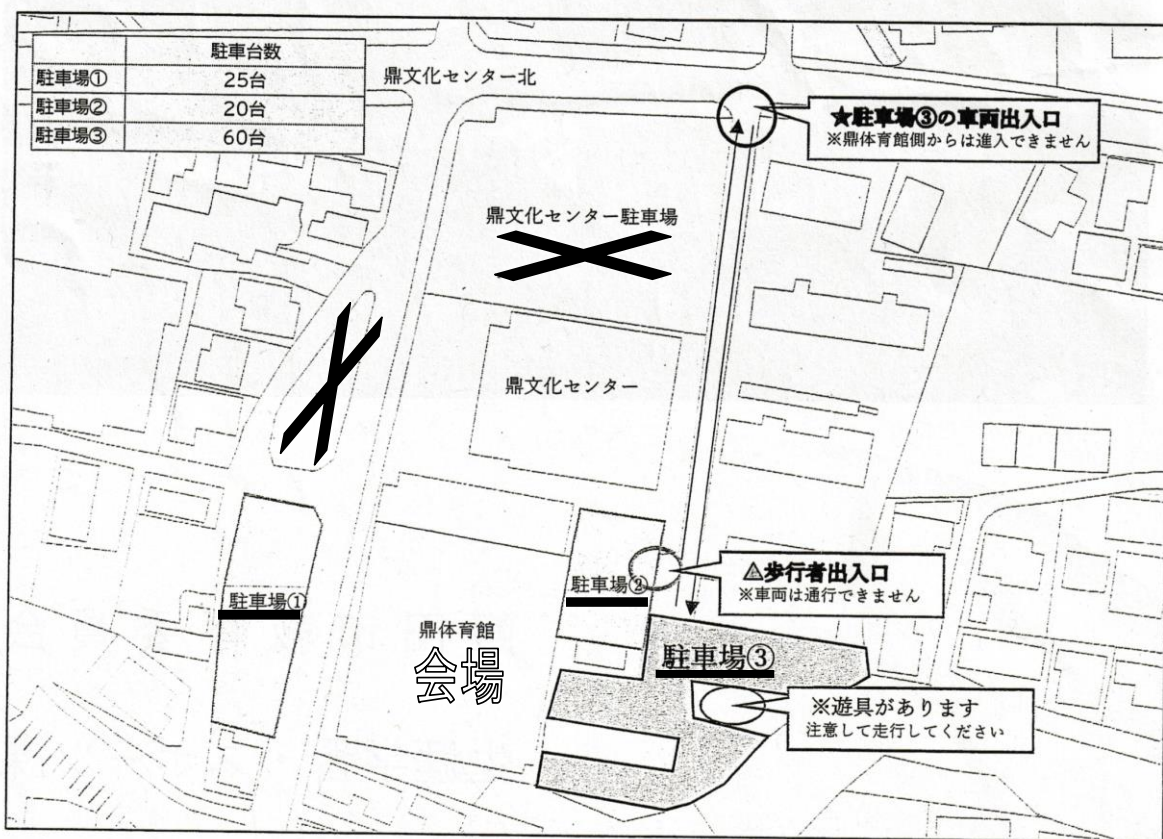 駐車台数
駐車場① 25台
駐車場② 20台
駐車場③ 60台
鼎文化センター北
★駐車場③の車両出入口
※鼎体育館側からは進入できません
鼎文化センター駐車場
鼎文化センター
⚠歩行者出入口
※車両は通行できません
駐車場①
駐車場②
鼎体育館
会場
駐車場③
※遊具があります
注意して走行してください